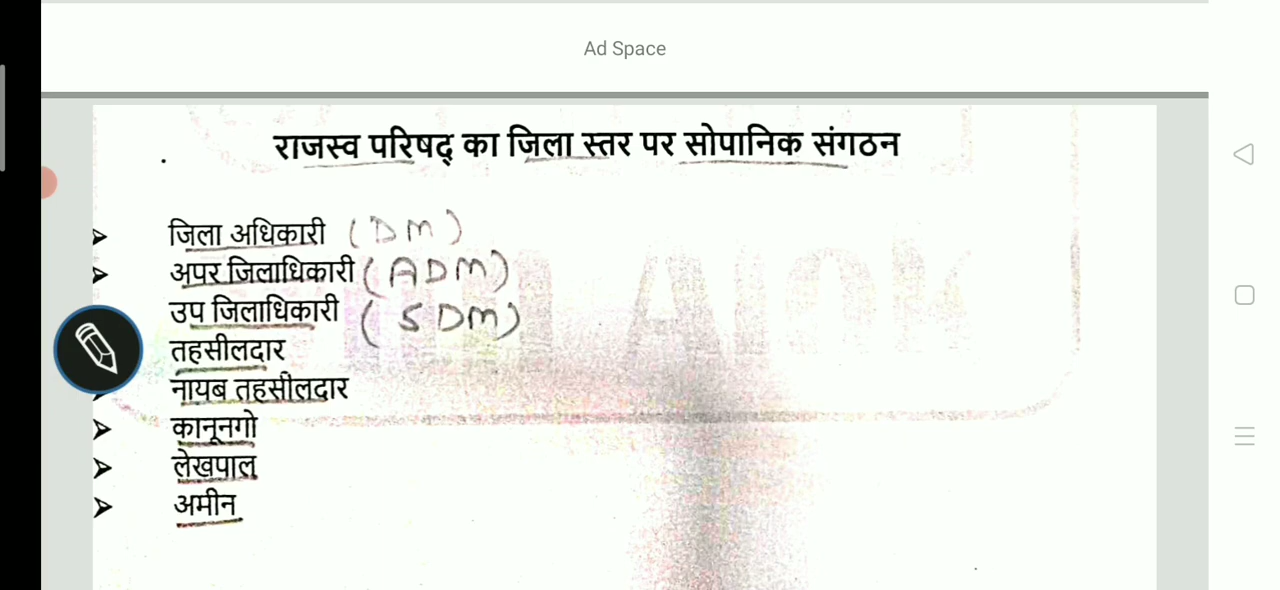 Ad Space
राजस्व परिषद् का जिला स्तर पर सोपानिक संगठन
➢ जिला अधिकारी (DM)
➢ अपर जिलाधिकारी (ADM)
उप जिलाधिकारी (SDM)
तहसीलदार
➢ नायब तहसीलदार
➢ कानूनगो
➢ लेखपाल
➢ अमीन